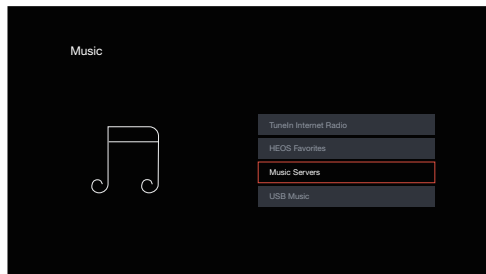 Music
TuneIn Internet Radio
HEOS Favorites
Music Servers
USB Music